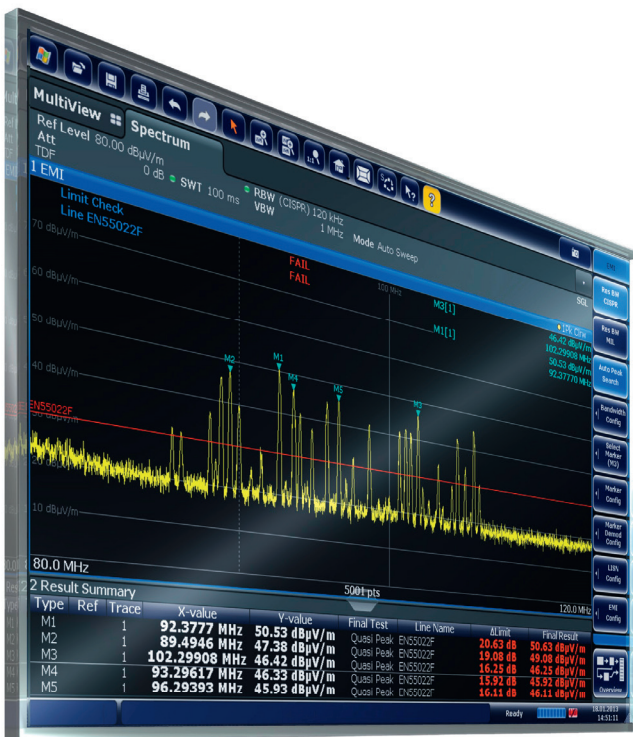 MultiView
Spectrum
Ref Level 80.00 dBµV/m
Att 0 dB SWT 100 ms RBW (CISPR) 120 kHz
TDF VBW 1 MHz Mode Auto Sweep
1 EMI
1Pk Clrw
SGL
Limit Check FAIL
Line EN55022F FAIL
100 MHz
M3[1] 46.42 dBµV/m
102.29908 MHz
M1[1] 50.53 dBµV/m
92.37770 MHz
70 dBµV/m
60 dBµV/m
50 dBµV/m
40 dBµV/m
EN55022F
30 dBµV/m
20 dBµV/m
10 dBµV/m
M2
M1
M4
M5
M3
80.0 MHz 5001 pts 120.0 MHz
2 Result Summary
Type Ref Trace X-value Y-value Final Test Line Name ΔLimit Final Result
M1 1 92.3777 MHz 50.53 dBµV/m Quasi Peak EN55022F 20.63 dB 50.63 dBµV/m
M2 1 89.4946 MHz 47.38 dBµV/m Quasi Peak EN55022F 19.08 dB 49.08 dBµV/m
M3 1 102.29908 MHz 46.42 dBµV/m Quasi Peak EN55022F 16.25 dB 46.25 dBµV/m
M4 1 93.29617 MHz 46.33 dBµV/m Quasi Peak EN55022F 15.92 dB 45.92 dBµV/m
M5 1 96.29393 MHz 45.93 dBµV/m Quasi Peak EN55022F 16.11 dB 46.11 dBµV/m
Ready
18.01.2013
14:51:11
EMI
Res BW
CISPR
Res BW
MIL
Auto Peak
Search
Bandwidth
Config
Select
Marker
(M3)
Marker
Config
Marker
Demod
Config
LISN
Config
EMI
Config
Overview